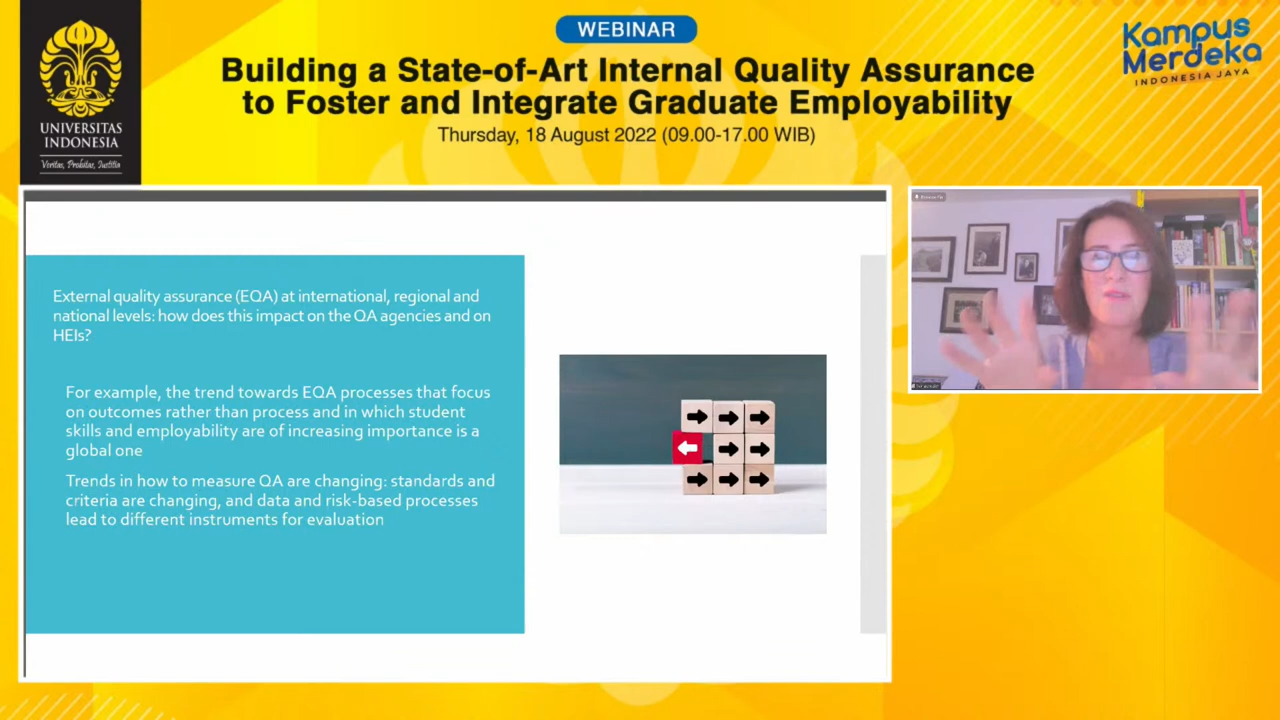 WEBINAR
Building a State-of-Art Internal Quality Assurance
to Foster and Integrate Graduate Employability
Thursday, 18 August 2022 (09.00-17.00 WIB)
UNIVERSITAS
INDONESIA
Veritas, Probitas, Justitia
Kampus
Merdeka
INDONESIA JAYA
External quality assurance (EQA) at international, regional and
national levels: how does this impact on the QA agencies and on
HEIs?
For example, the trend towards EQA processes that focus
on outcomes rather than process and in which student
skills and employability are of increasing importance is a
global one
Trends in how to measure QA are changing: standards and
criteria are changing, and data and risk-based processes
lead to different instruments for evaluation